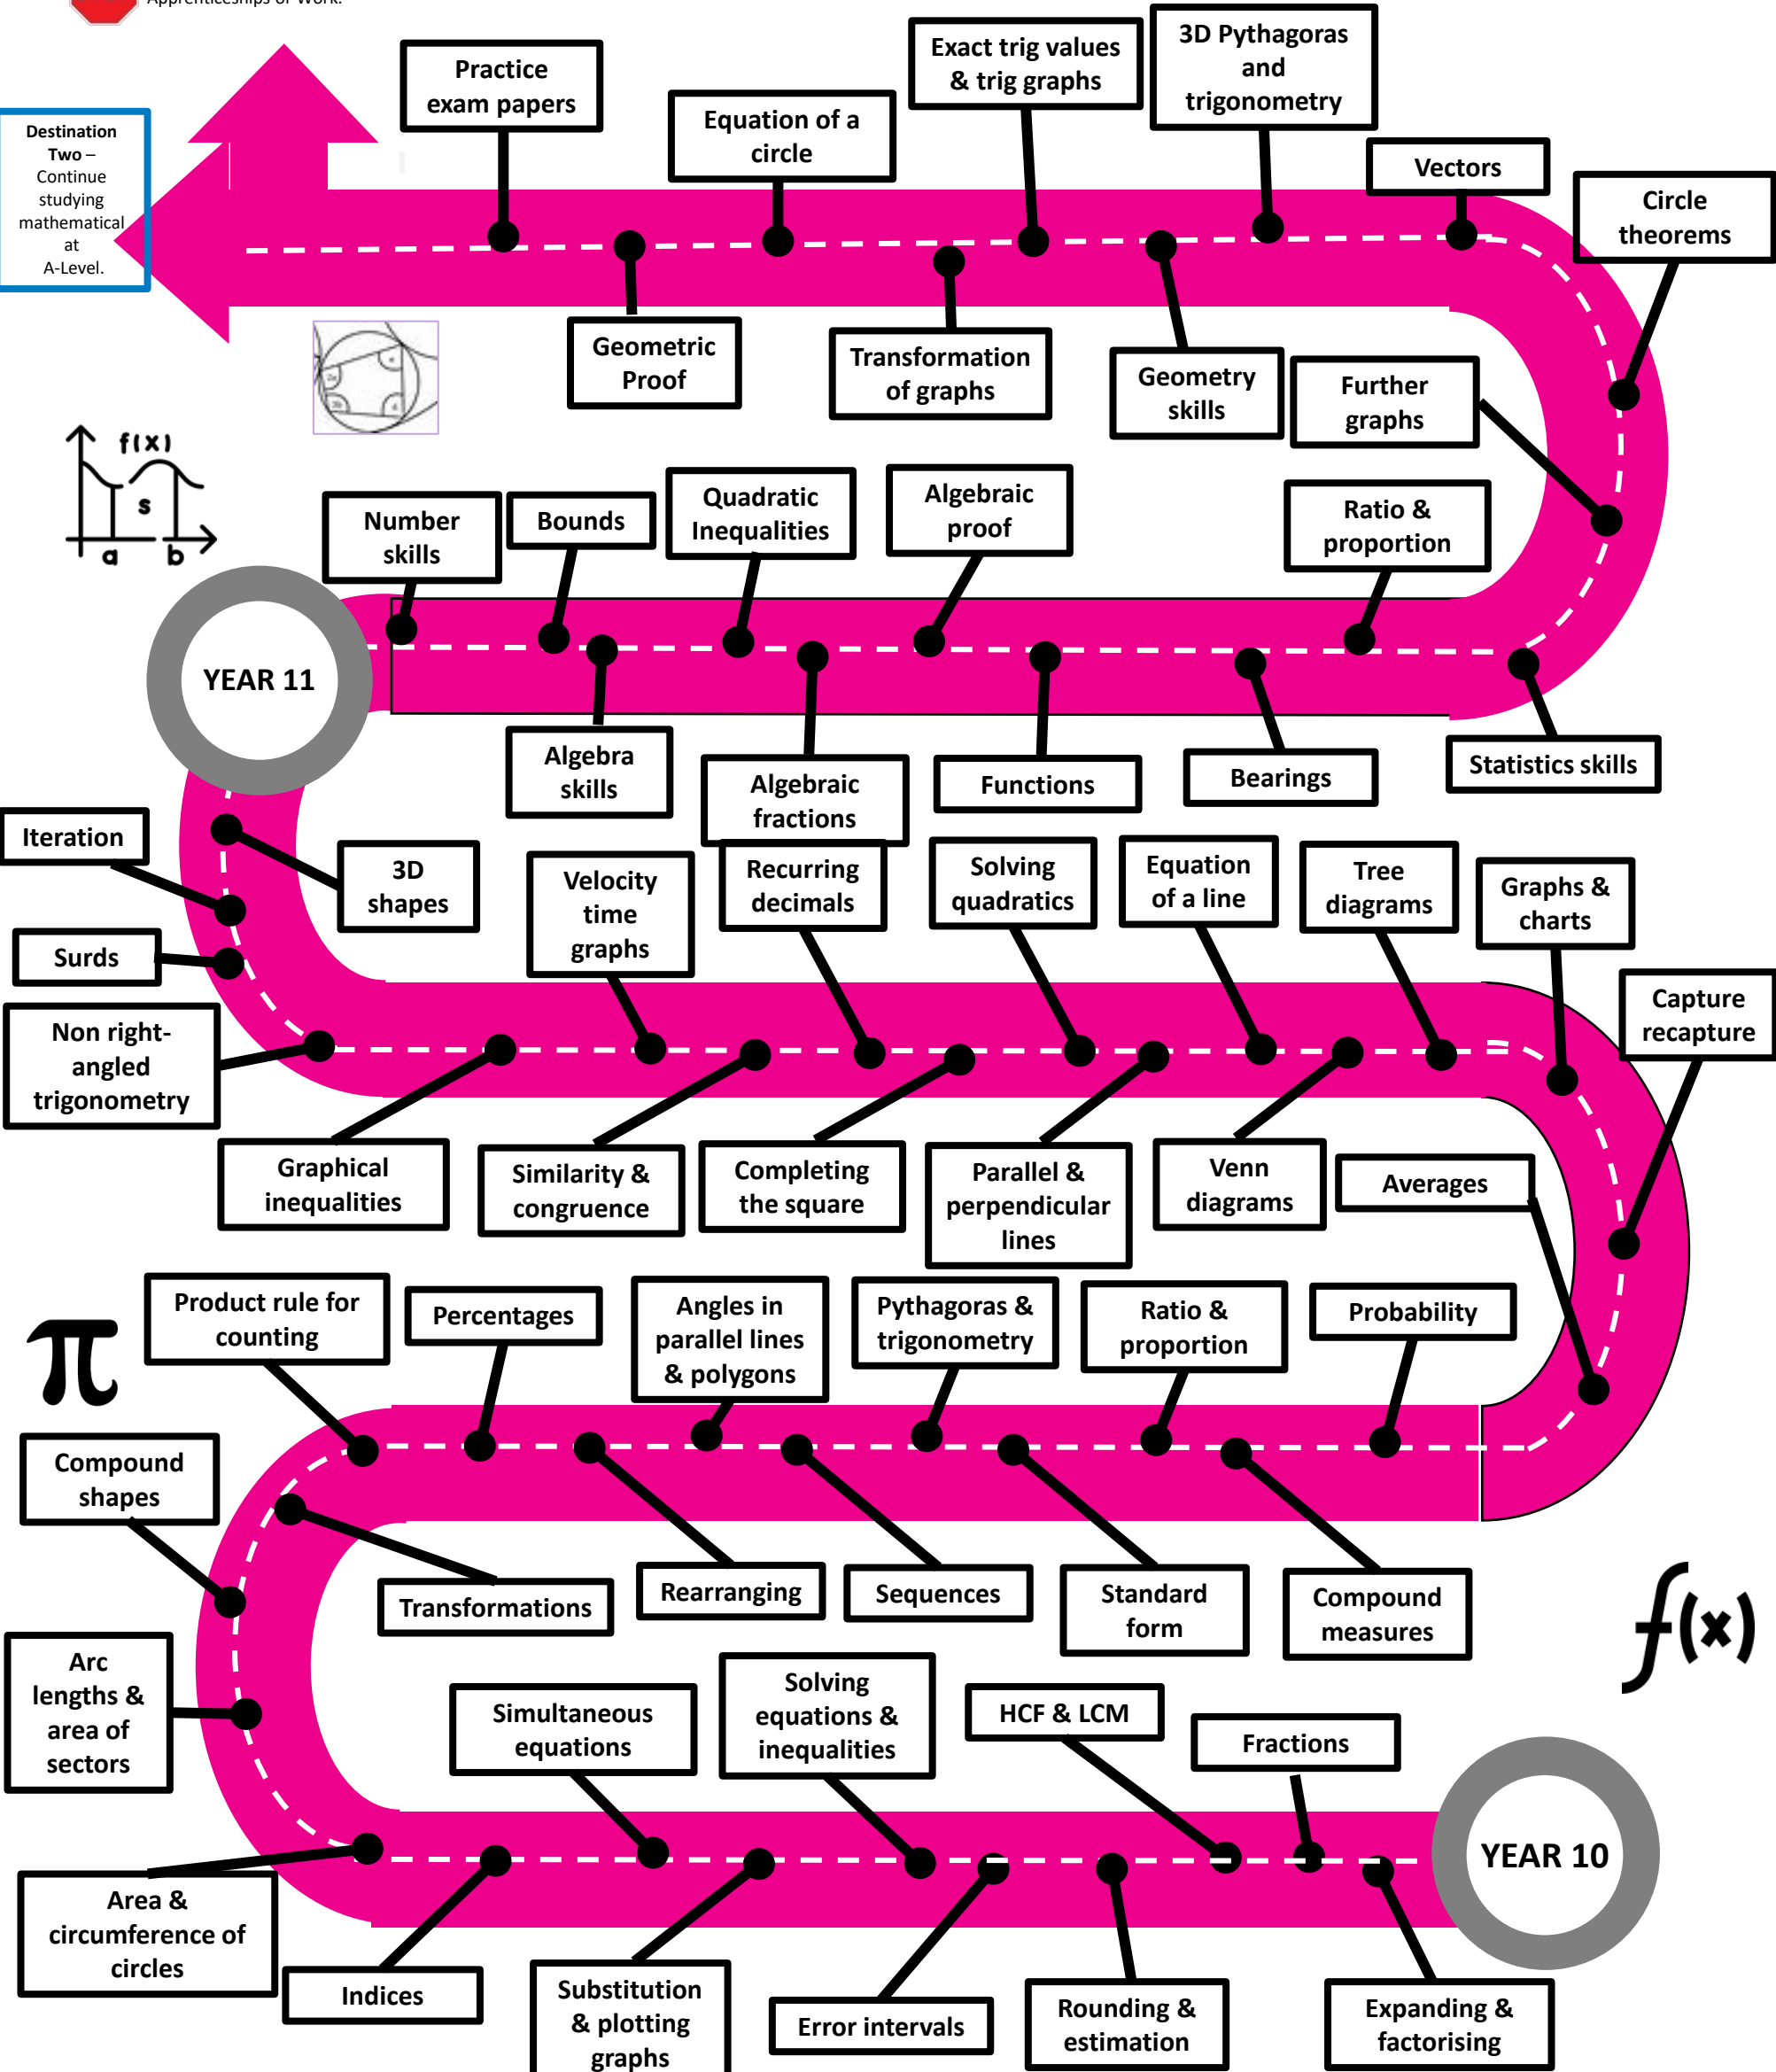 Apprenticeships or Work.
Destination
Two –
Continue
studying
mathematical
at
A-Level.
Practice
exam papers
Equation of a
circle
Exact trig values
& trig graphs
3D Pythagoras
and
trigonometry
Vectors
Circle
theorems
Geometric
Proof
Transformation
of graphs
Geometry
skills
Further
graphs
f(x)
s
a
b
Number
skills
Bounds
Quadratic
Inequalities
Algebraic
proof
Ratio &
proportion
YEAR 11
Algebra
skills
Algebraic
fractions
Functions
Bearings
Statistics skills
Iteration
3D
shapes
Surds
Non right-
angled
trigonometry
Velocity
time
graphs
Recurring
decimals
Solving
quadratics
Equation
of a line
Tree
diagrams
Graphs &
charts
Capture
recapture
Graphical
inequalities
Similarity &
congruence
Completing
the square
Parallel &
perpendicular
lines
Venn
diagrams
Averages
π
Product rule for
counting
Percentages
Angles in
parallel lines
& polygons
Pythagoras &
trigonometry
Ratio &
proportion
Probability
Compound
shapes
Transformations
Rearranging
Sequences
Standard
form
Compound
measures
f(x)
Arc
lengths &
area of
sectors
Simultaneous
equations
Solving
equations &
inequalities
HCF & LCM
Fractions
YEAR 10
Area &
circumference of
circles
Indices
Substitution
& plotting
graphs
Error intervals
Rounding &
estimation
Expanding &
factorising